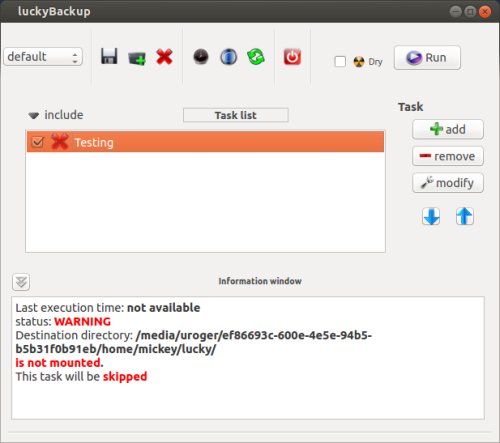 luckyBackup
default
Dry
Run
include
Task list
Task
Testing
add
remove
modify
Information window
Last execution time: not available
status: WARNING
Destination directory: /media/uroger/ef86693c-600e-4e5e-94b5-
b5b31f0b91eb/home/mickey/lucky/
is not mounted.
This task will be skipped